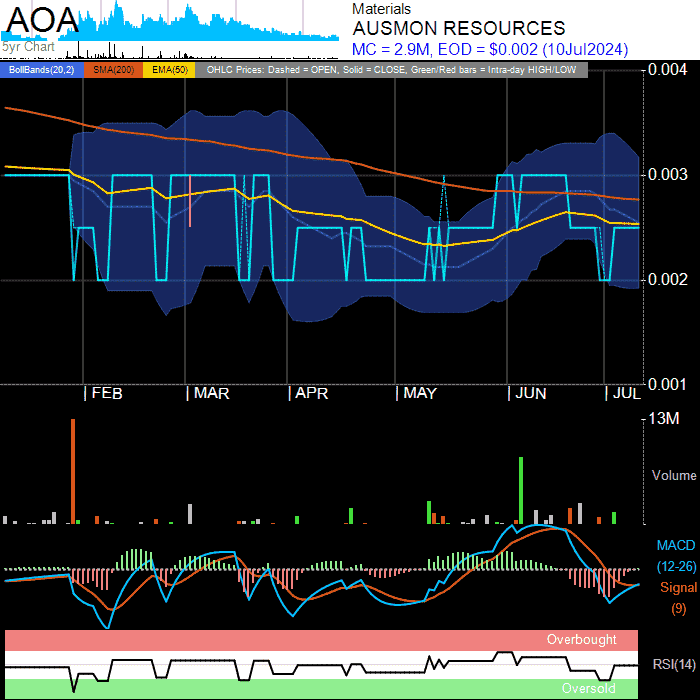 AOA
5yr Chart
Materials
AUSMON RESOURCES
MC = 2.9M, EOD = $0.002 (10Jul2024)
BollBands(20,2) SMA(200) EMA(50) OHLC Prices: Dashed = OPEN, Solid = CLOSE, Green/Red bars = Intra-day HIGH/LOW
0.004
0.003
0.002
0.001
FEB MAR APR MAY JUN JUL
13M
Volume
MACD
(12-26)
Signal
(9)
Overbought
RSI(14)
Oversold